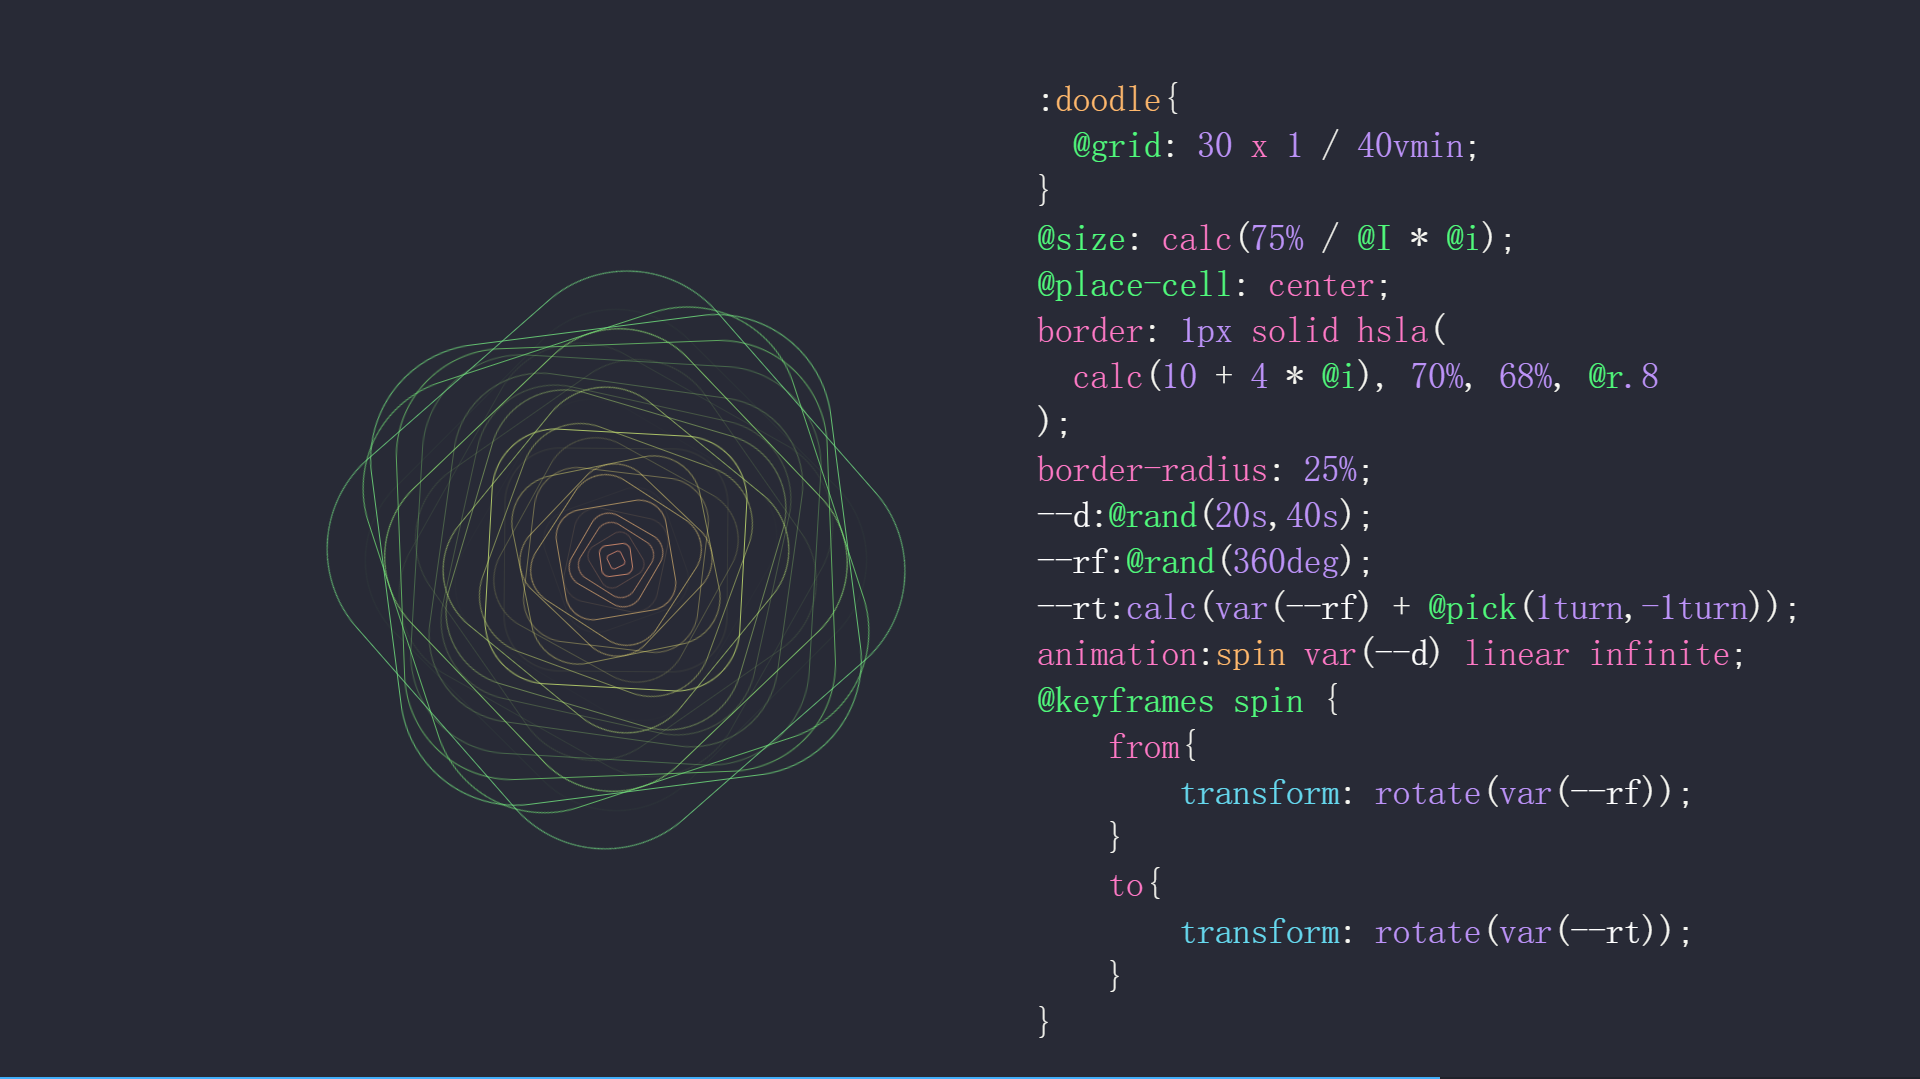 :doodle{
  @grid: 30 x 1 / 40vmin;
}
@size: calc(75% / @I * @i);
@place-cell: center;
border: 1px solid hsla(
  calc(10 + 4 * @i), 70%, 68%, @r.8
);
border-radius: 25%;
--d:@rand(20s,40s);
--rf:@rand(360deg);
--rt:calc(var(--rf) + @pick(1turn,-1turn));
animation:spin var(--d) linear infinite;
@keyframes spin {
    from{
        transform: rotate(var(--rf));
    }
    to{
        transform: rotate(var(--rt));
    }
}